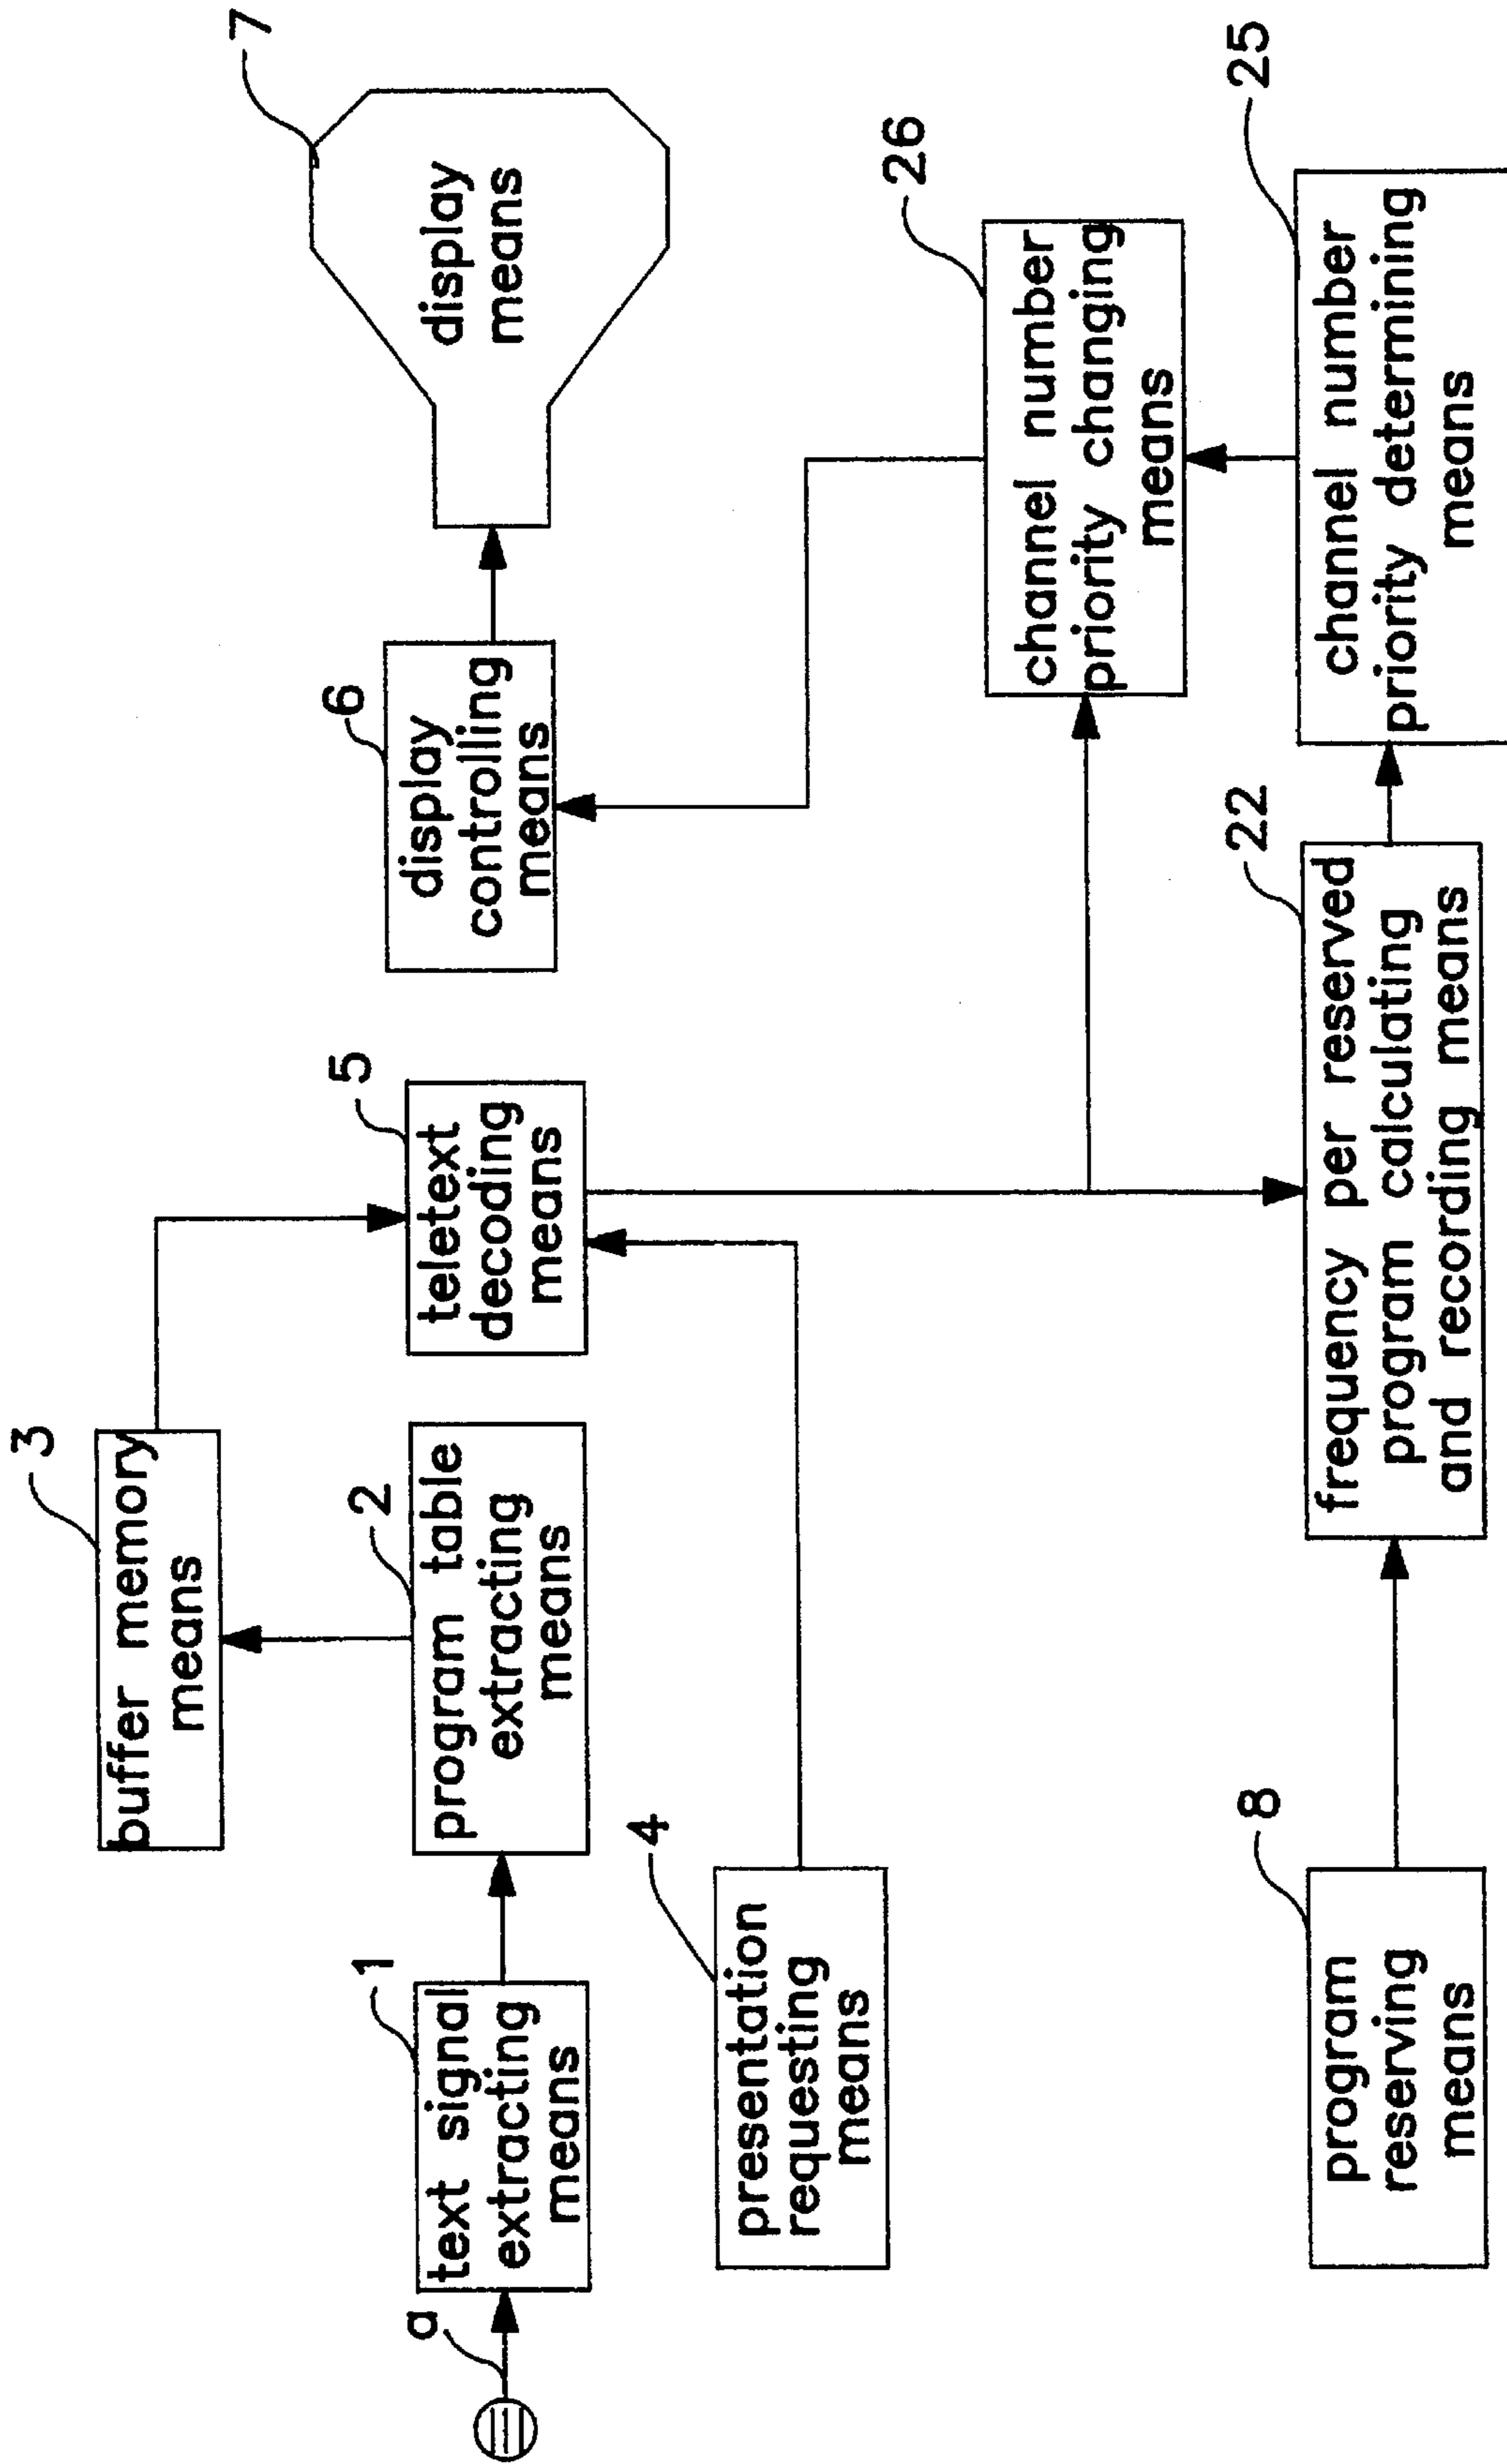 a
1
text signal
extracting
means
2
program table
extracting
means
3
buffer memory
means
4
presentation
requesting
means
5
teletext
decoding
means
6
display
controlling
means
7
display
means
8
program
reserving
means
22
frequency per reserved
program calculating
and recording means
25
channel number
priority determining
means
26
channel number
priority changing
means